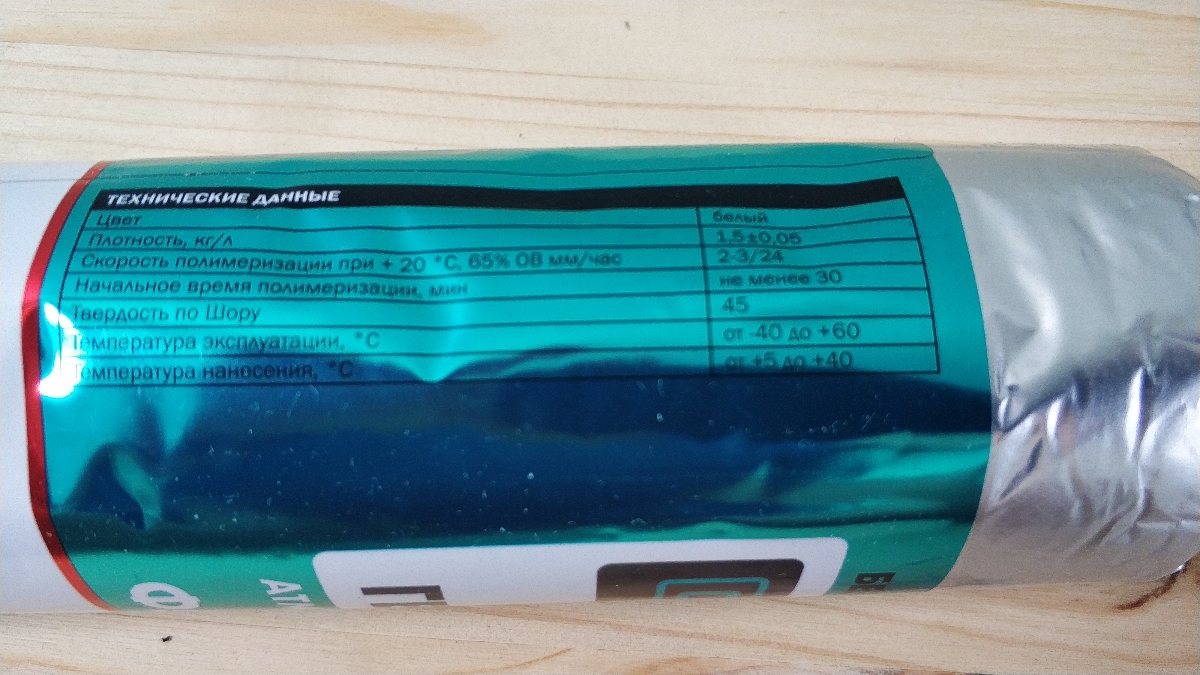 ТЕХНИЧЕСКИЕ ДАННЫЕ
Цвет белый
Плотность, кг/л 1,5±0,05
Скорость полимеризации при + 20 °С, 65% ОВ мм/час 2-3/24
Начальное время полимеризации, мин не менее 30
Твердость по Шору 45
Температура эксплуатации, °С от -40 до +60
Температура нанесения, °С от +5 до +40